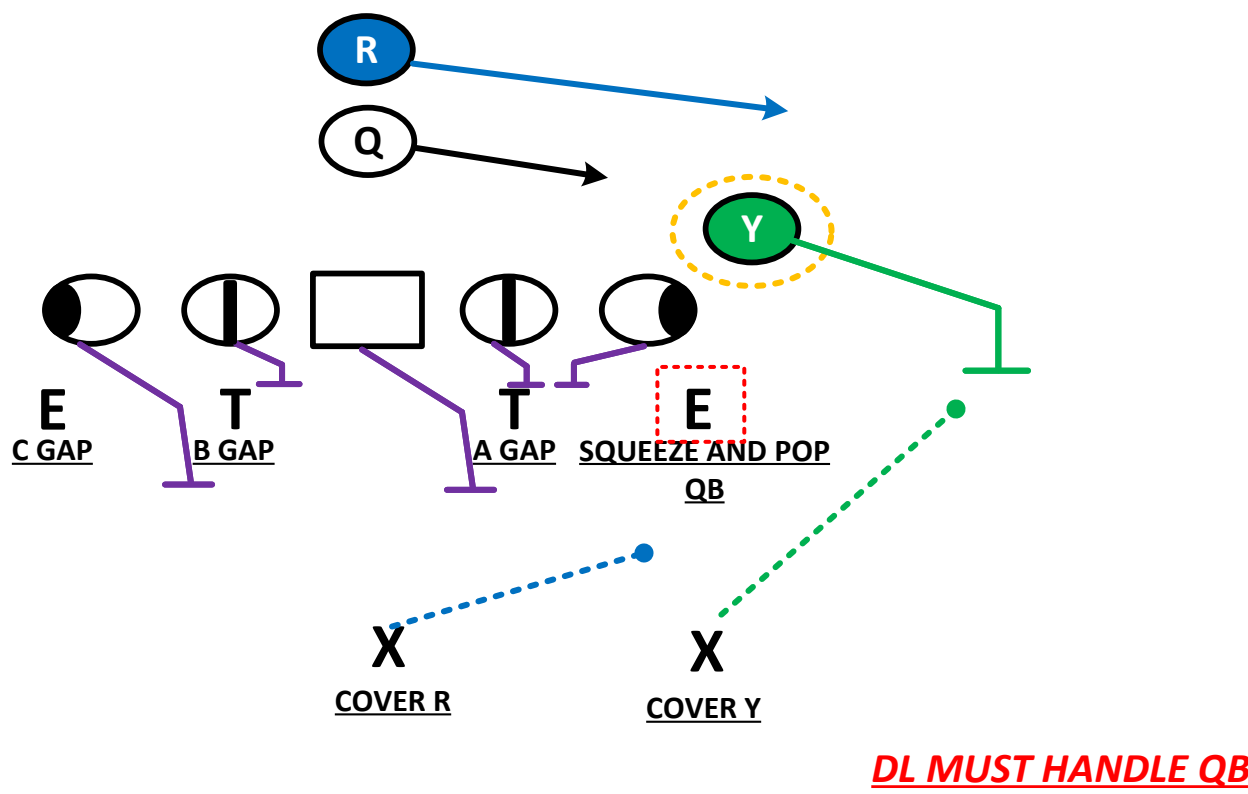 R
Q
Y
E
T
T
E
C GAP
B GAP
A GAP
SQUEEZE AND POP
QB
X
X
COVER R
COVER Y
DL MUST HANDLE QB